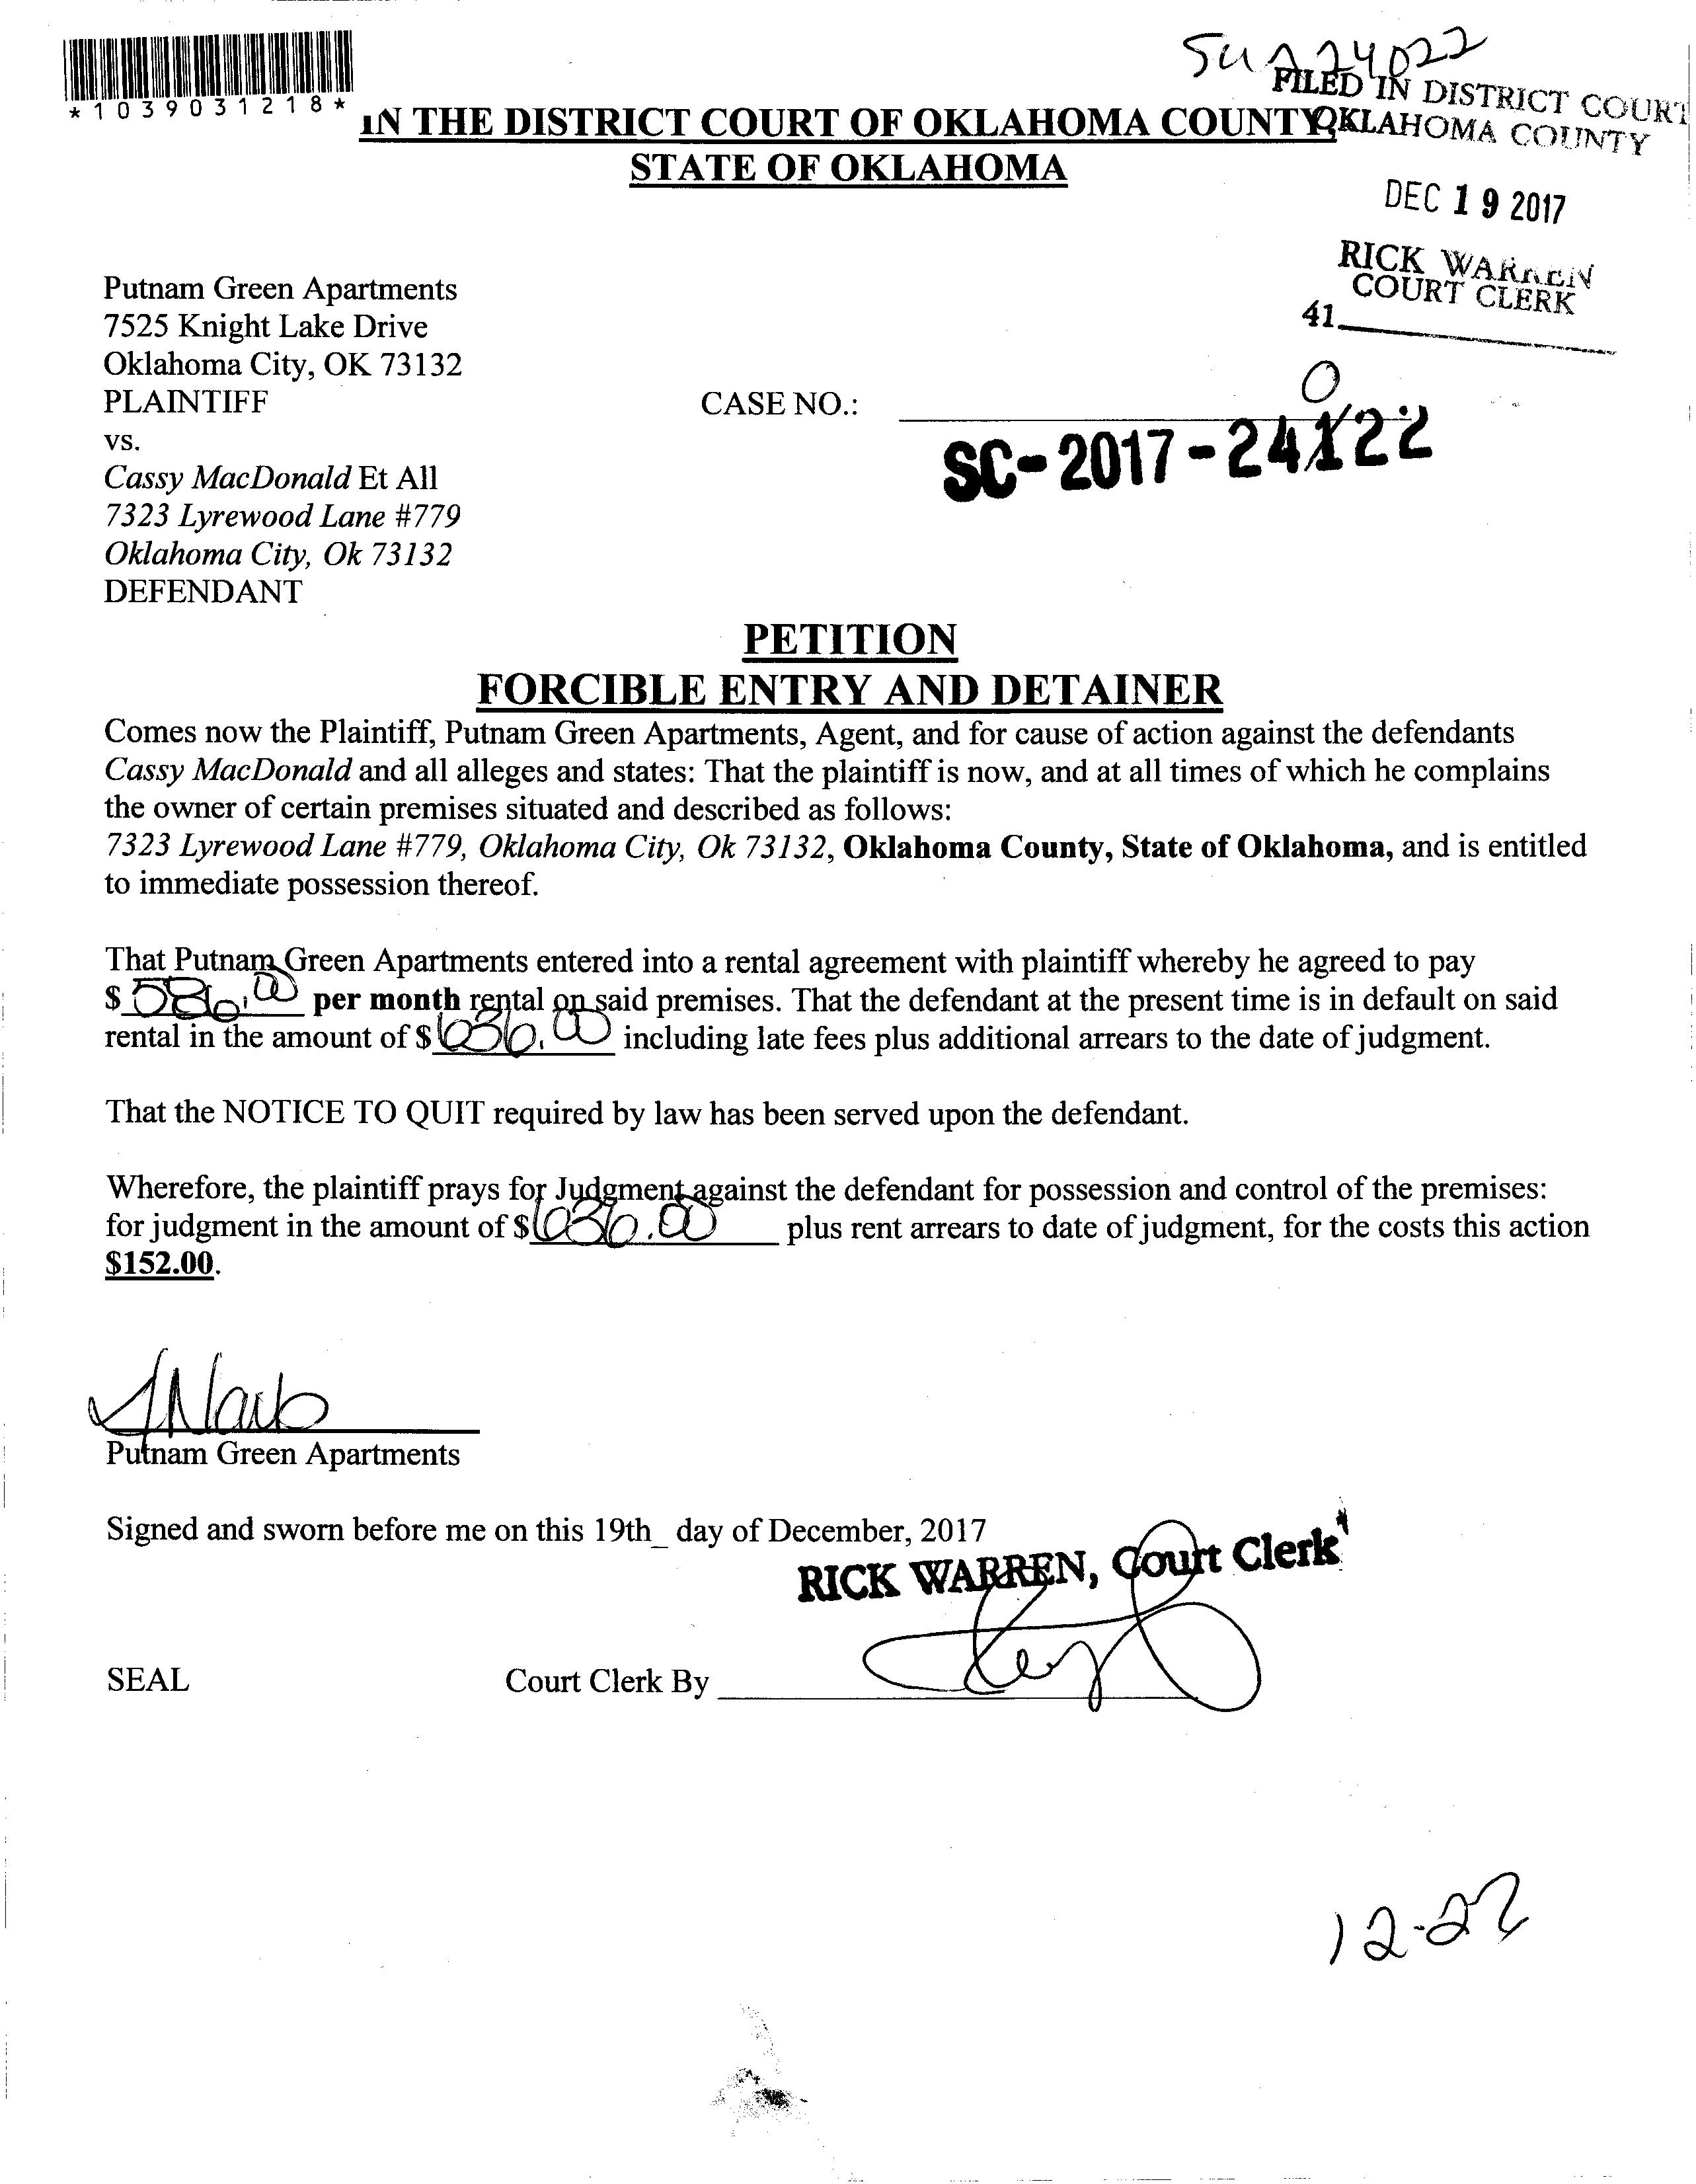 *1039031218*
FILED IN DISTRICT COURT
OKLAHOMA COUNTY
IN THE DISTRICT COURT OF OKLAHOMA COUNTY
STATE OF OKLAHOMA
DEC 19 2017
RICK WARREN
COURT CLERK
41
Putnam Green Apartments
7525 Knight Lake Drive
Oklahoma City, OK 73132
PLAINTIFF
CASE NO.:
0
SC-2017-24122
vs.
Cassy MacDonald Et All
7323 Lyrewood Lane #779
Oklahoma City, Ok 73132
DEFENDANT
PETITION
FORCIBLE ENTRY AND DETAINER
Comes now the Plaintiff, Putnam Green Apartments, Agent, and for cause of action against the defendants
Cassy MacDonald and all alleges and states: That the plaintiff is now, and at all times of which he complains
the owner of certain premises situated and described as follows:
7323 Lyrewood Lane #779, Oklahoma City, Ok 73132, Oklahoma County, State of Oklahoma, and is entitled
to immediate possession thereof.
That Putnam Green Apartments entered into a rental agreement with plaintiff whereby he agreed to pay
$ 586.00 per month rental on said premises. That the defendant at the present time is in default on said
rental in the amount of $ 636.00 including late fees plus additional arrears to the date of judgment.
That the NOTICE TO QUIT required by law has been served upon the defendant.
Wherefore, the plaintiff prays for Judgment against the defendant for possession and control of the premises:
for judgment in the amount of $ 636.00 plus rent arrears to date of judgment, for the costs this action
$152.00.
Putnam Green Apartments
Signed and sworn before me on this 19th_ day of December, 2017
RICK WARREN, Court Clerk
SEAL Court Clerk By
12-22